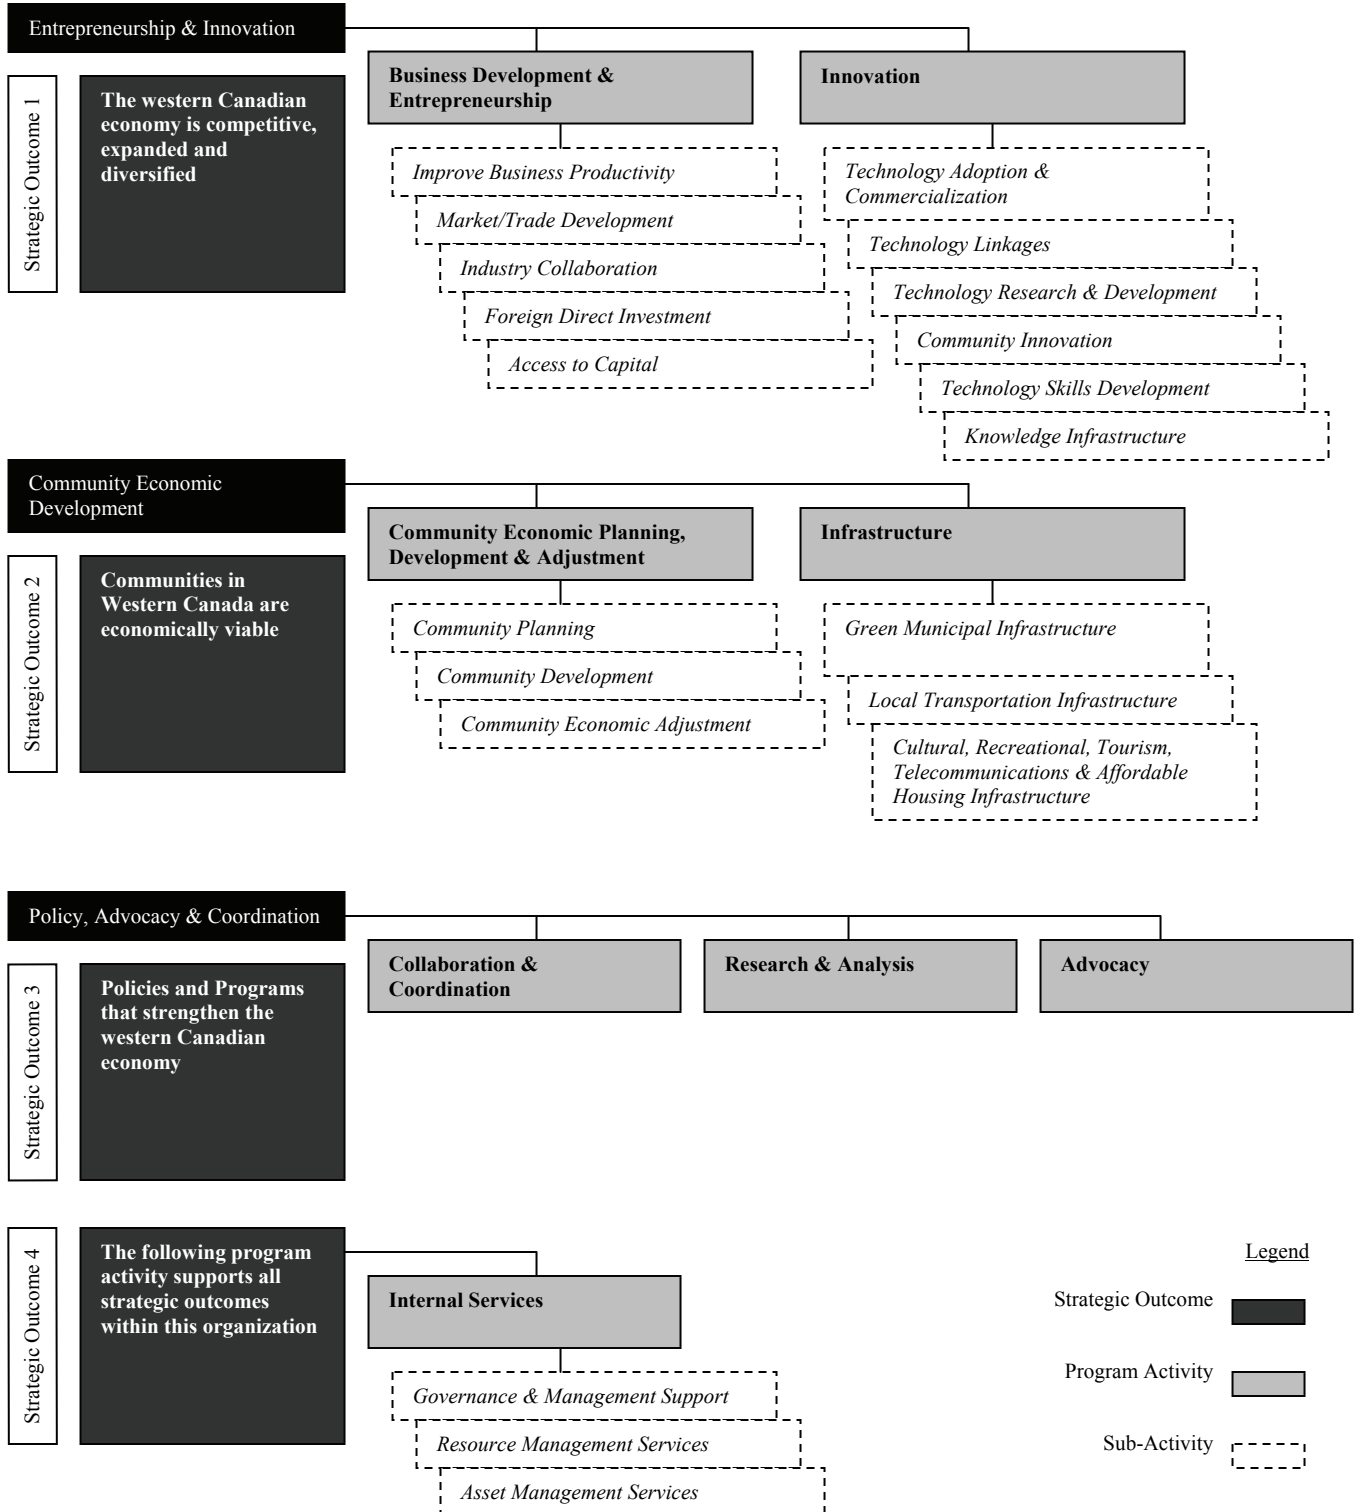 Entrepreneurship & Innovation
Strategic Outcome 1
The western Canadian
economy is competitive,
expanded and
diversified
Business Development &
Entrepreneurship
Improve Business Productivity
Market/Trade Development
Industry Collaboration
Foreign Direct Investment
Access to Capital
Innovation
Technology Adoption &
Commercialization
Technology Linkages
Technology Research & Development
Community Innovation
Technology Skills Development
Knowledge Infrastructure
Community Economic
Development
Strategic Outcome 2
Communities in
Western Canada are
economically viable
Community Economic Planning,
Development & Adjustment
Community Planning
Community Development
Community Economic Adjustment
Infrastructure
Green Municipal Infrastructure
Local Transportation Infrastructure
Cultural, Recreational, Tourism,
Telecommunications & Affordable
Housing Infrastructure
Policy, Advocacy & Coordination
Strategic Outcome 3
Policies and Programs
that strengthen the
western Canadian
economy
Collaboration &
Coordination
Research & Analysis
Advocacy
Strategic Outcome 4
The following program
activity supports all
strategic outcomes
within this organization
Internal Services
Governance & Management Support
Resource Management Services
Asset Management Services
Legend
Strategic Outcome
Program Activity
Sub-Activity